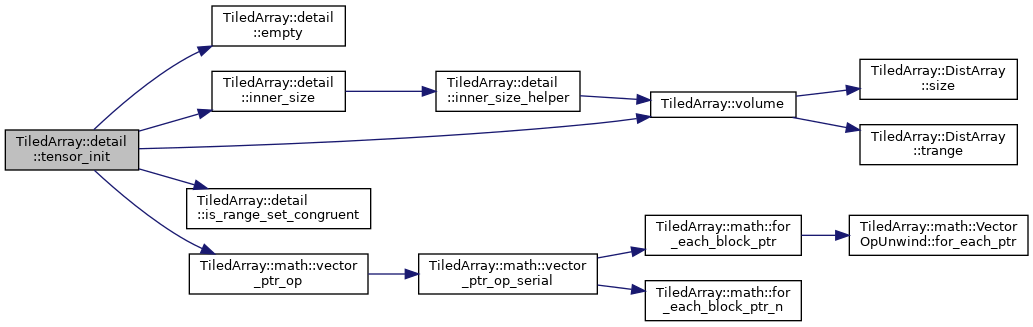 TiledArray::detail
::tensor_init
TiledArray::detail
::empty
TiledArray::detail
::inner_size
TiledArray::detail
::inner_size_helper
TiledArray::volume
TiledArray::DistArray
::size
TiledArray::DistArray
::trange
TiledArray::detail
::is_range_set_congruent
TiledArray::math::vector
_ptr_op
TiledArray::math::vector
_ptr_op_serial
TiledArray::math::for
_each_block_ptr
TiledArray::math::Vector
OpUnwind::for_each_ptr
TiledArray::math::for
_each_block_ptr_n